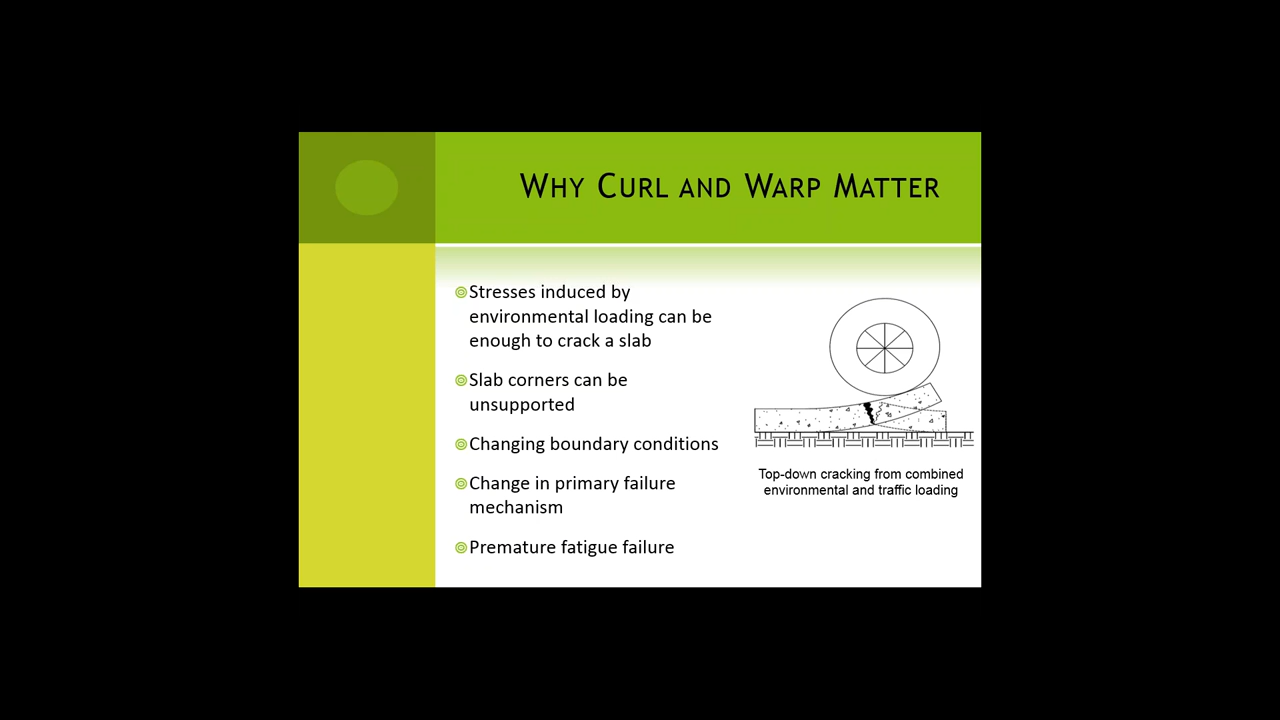 Why Curl and Warp Matter
Stresses induced by
environmental loading can be
enough to crack a slab
Slab corners can be
unsupported
Changing boundary conditions
Change in primary failure
mechanism
Premature fatigue failure
Top-down cracking from combined
environmental and traffic loading